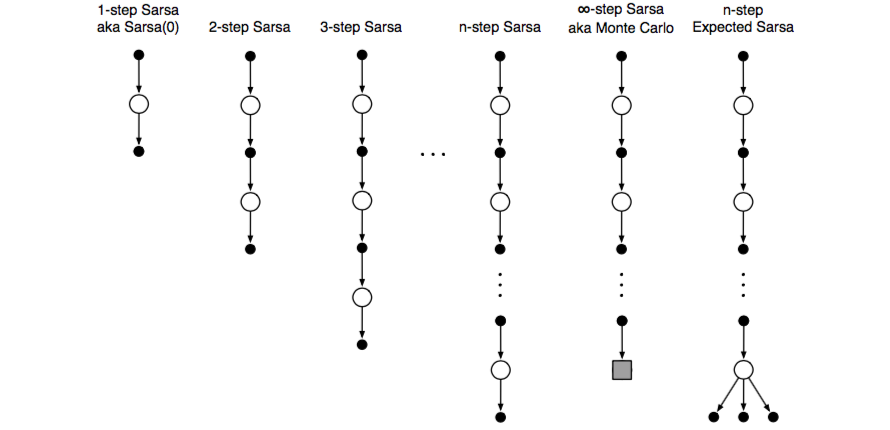 1-step Sarsa
aka Sarsa(0)
2-step Sarsa
3-step Sarsa
n-step Sarsa
∞-step Sarsa
aka Monte Carlo
n-step
Expected Sarsa